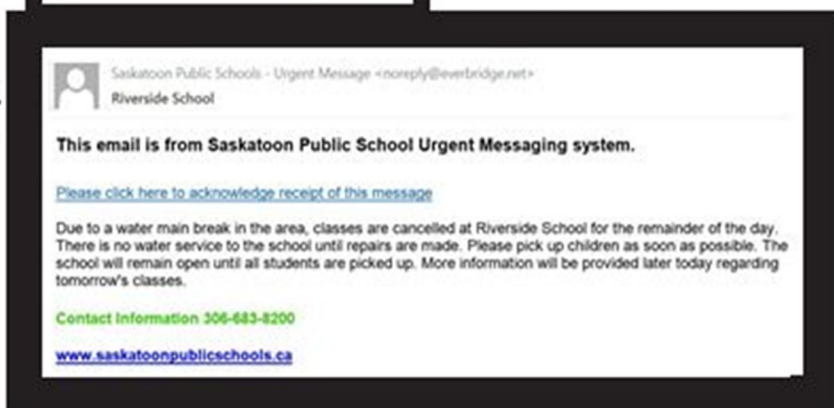 Saskatoon Public Schools - Urgent Message <noreply@everbridge.net>
Riverside School
This email is from Saskatoon Public School Urgent Messaging system.
Please click here to acknowledge receipt of this message
Due to a water main break in the area, classes are cancelled at Riverside School for the remainder of the day.
There is no water service to the school until repairs are made. Please pick up children as soon as possible. The
school will remain open until all students are picked up. More information will be provided later today regarding
tomorrow's classes.
Contact Information 306-683-8200
www.saskatoonpublicschools.ca